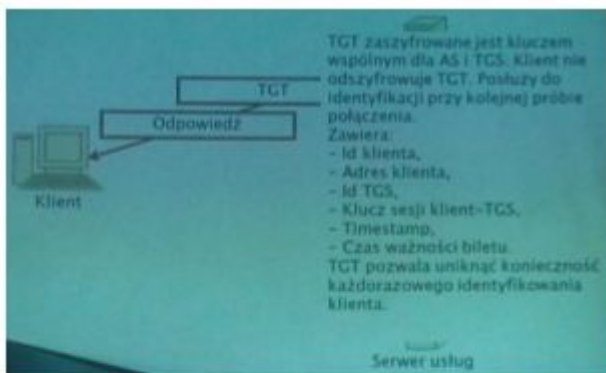 TGT zaszyfrowane jest kluczem
wspólnym dla AS i TGS. Klient nie
odszyfrowuje TGT. Posłuży do
identyfikacji przy kolejnej próbie
połączenia.
Zawiera:
- Id klienta,
- Adres klienta,
- Id TGS,
- Klucz sesji klient-TGS,
- Timestamp,
- Czas ważności biletu.
TGT pozwala uniknąć konieczność
każdorazowego identyfikowania
klienta.
TGT
Odpowiedź
Klient
Serwer usług